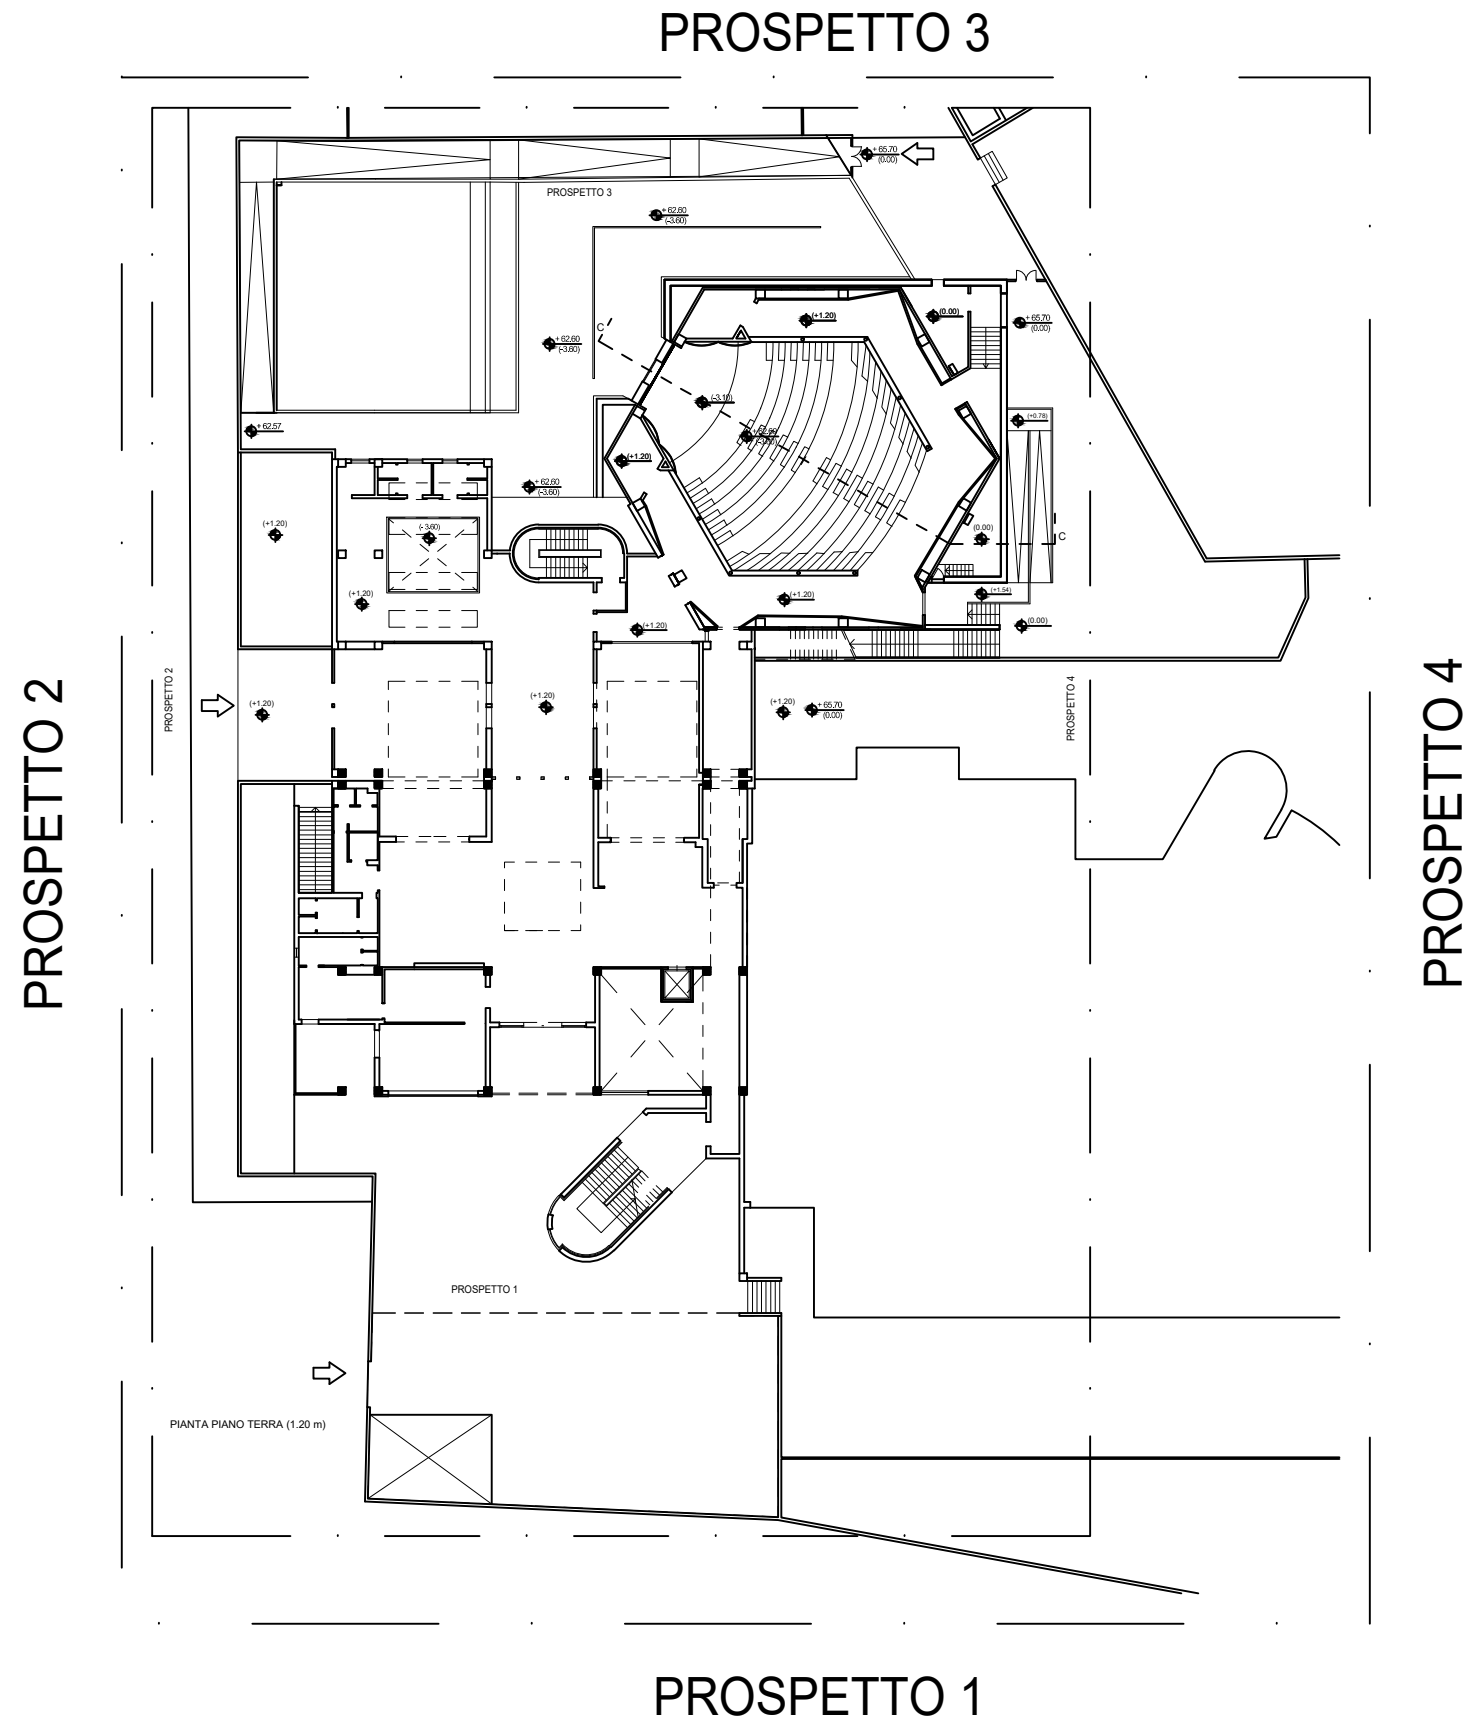 PROSPETTO 3
+ 65.70
(0.00)
PROSPETTO 3
+ 62.60
(-3.60)
C
+ 62.60
(-3.60)
(+1.20)
(0.00)
+ 65.70
(0.00)
(-3.10)
+ 62.57
(+0.78)
(+1.20)
+ 62.60
(-3.60)
(+1.20)
(- 3.60)
(0.00)
C
(+1.20)
(+1.20)
(+1.54)
(+1.20)
(0.00)
PROSPETTO 2
PROSPETTO 2
(+1.20)
(+1.20)
(+1.20)
+ 65.70
(0.00)
PROSPETTO 4
PROSPETTO 4
PROSPETTO 1
PIANTA PIANO TERRA (1.20 m)
PROSPETTO 1